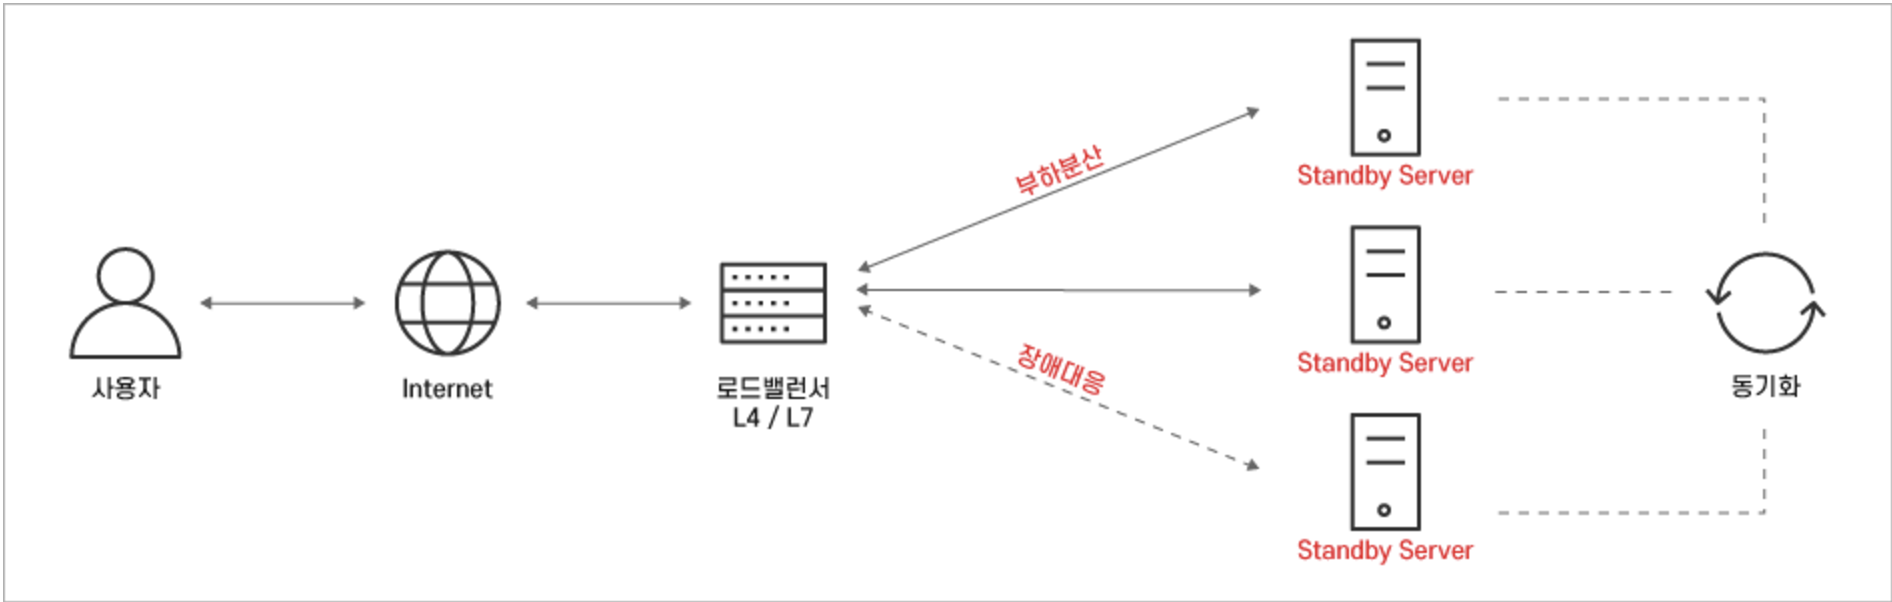 사용자
Internet
로드밸런서
L4 / L7
부하분산
장애대응
Standby Server
Standby Server
Standby Server
동기화